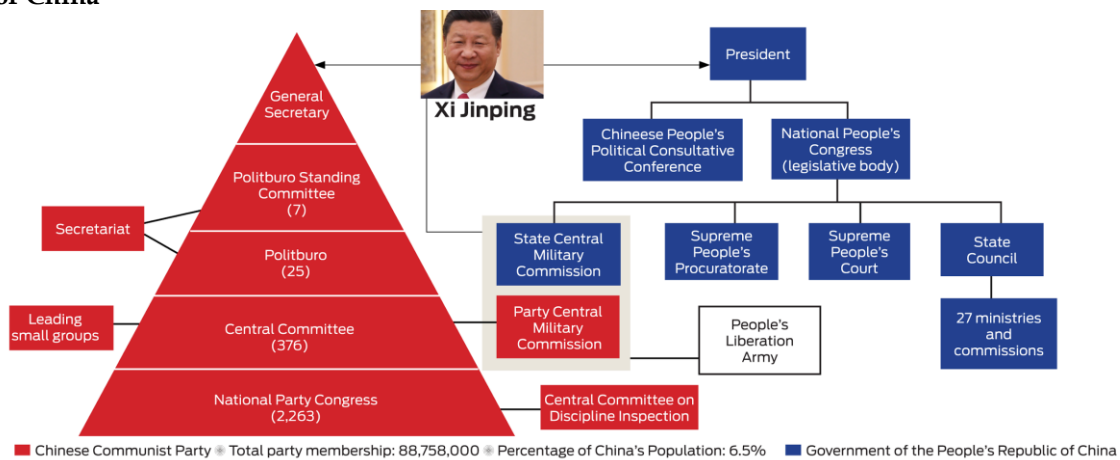 of China
General
Secretary
Politburo Standing
Committee
(7)
Secretariat
Politburo
(25)
Leading
small groups
Central Committee
(376)
National Party Congress
(2,263)
Xi Jinping
President
Chineese People's
Political Consultative
Conference
National People's
Congress
(legislative body)
State Central
Military
Commission
Supreme
People's
Procuratorate
Supreme
People's
Court
State
Council
Party Central
Military
Commission
People's
Liberation
Army
27 ministries
and
commissions
Central Committee on
Discipline Inspection
Chinese Communist Party Total party membership: 88,758,000 Percentage of China's Population: 6.5% Government of the People's Republic of China